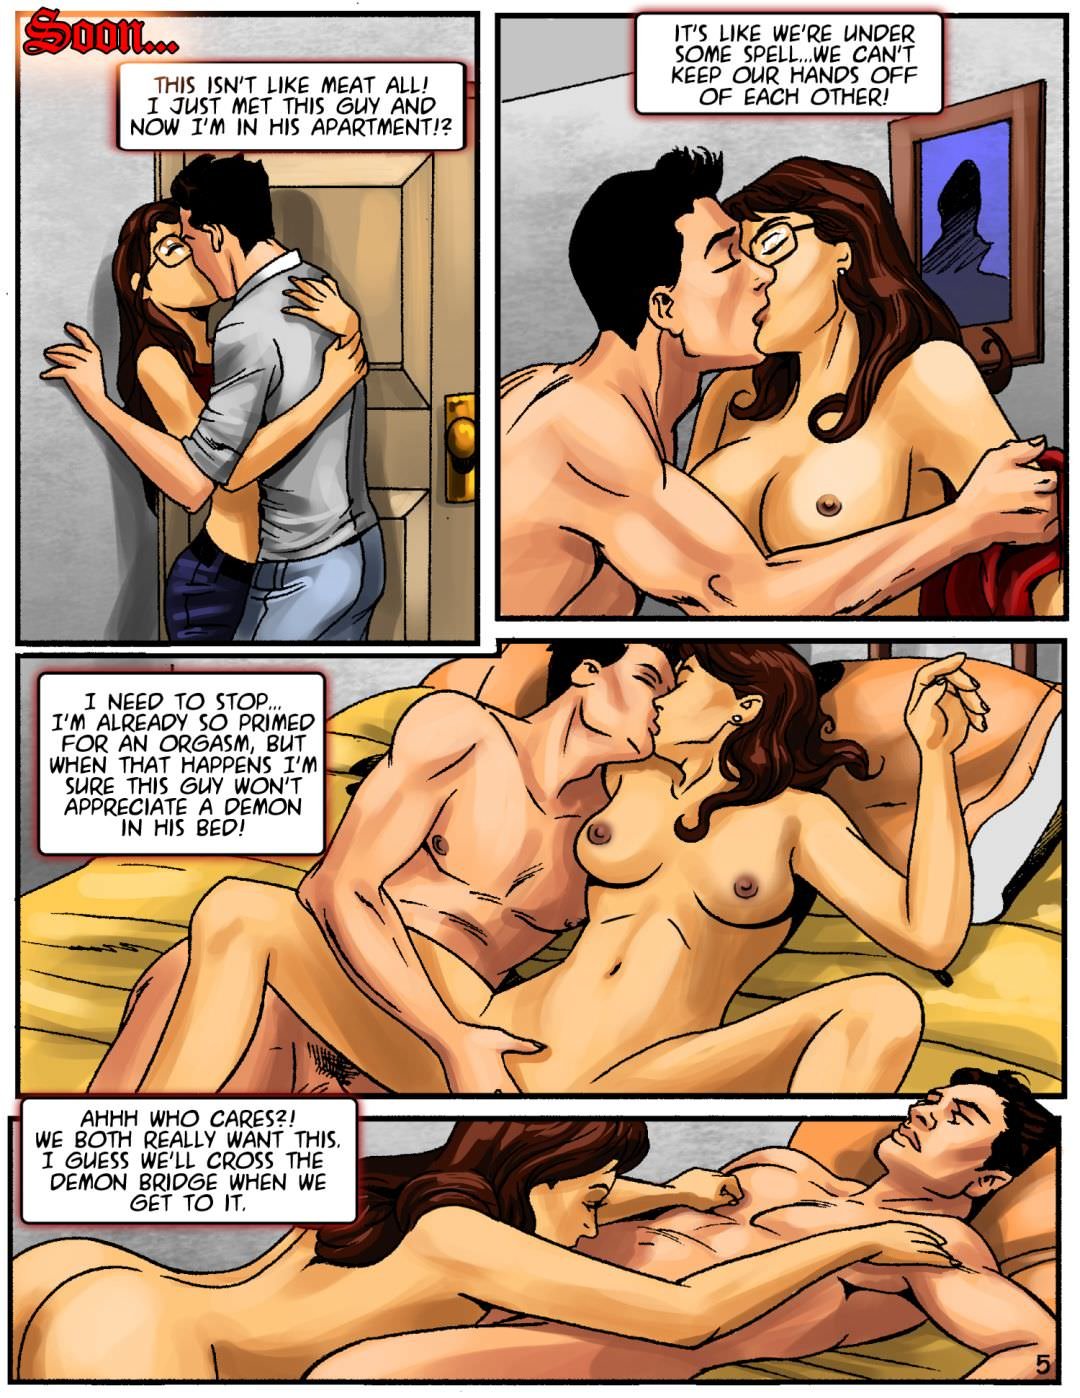 Soon...
THIS ISN'T LIKE MEAT ALL!
I JUST MET THIS GUY AND
NOW I'M IN HIS APARTMENT!?
IT'S LIKE WE'RE UNDER
SOME SPELL...WE CAN'T
KEEP OUR HANDS OFF
OF EACH OTHER!
I NEED TO STOP...
I'M ALREADY SO PRIMED
FOR AN ORGASM, BUT
WHEN THAT HAPPENS I'M
SURE THIS GUY WON'T
APPRECIATE A DEMON
IN HIS BED!
AHHH WHO CARES?!
WE BOTH REALLY WANT THIS.
I GUESS WE'LL CROSS THE
DEMON BRIDGE WHEN WE
GET TO IT.
5